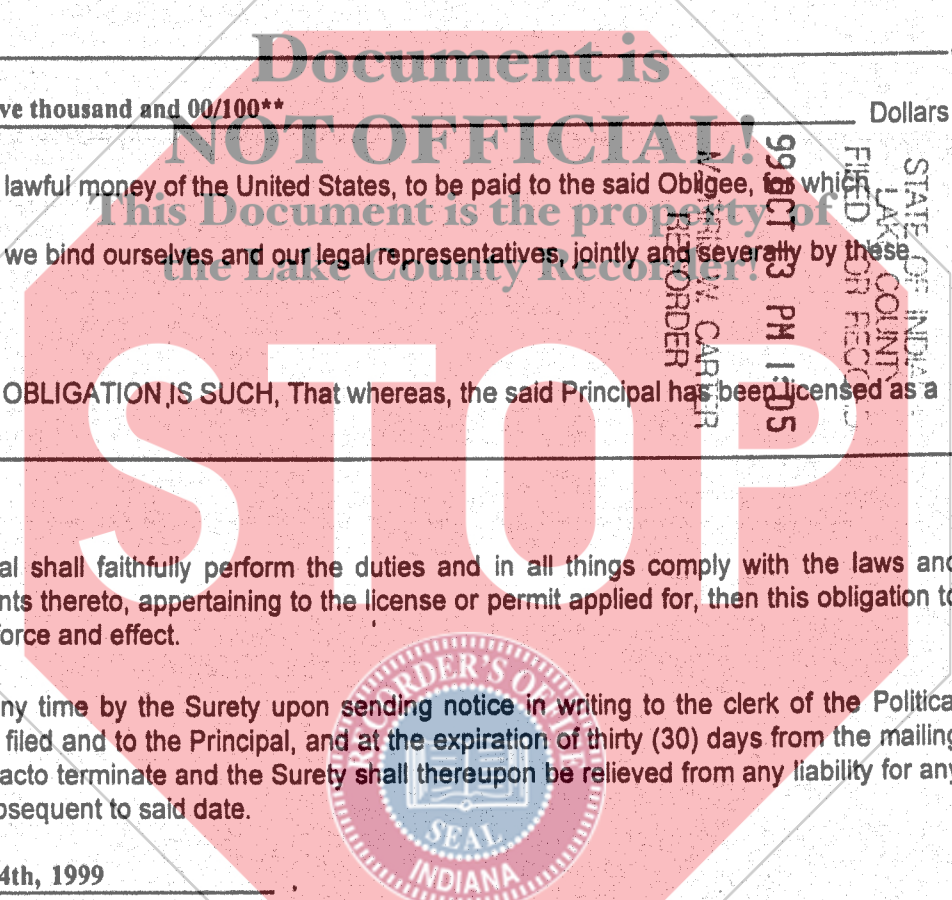 Document is
ve thousand and 00/100** Dollars
NOT OFFICIAL!
lawful money of the United States, to be paid to the said Obligee, for which
This Document is the property of
we bind ourselves and our legal representatives, jointly and severally by these
the Lake County Recorder!
STATE OF INDIA
LAKE COUNT
FILED FOR RECO
99 OCT 13 PM 1:05
MORRIS W. CARTER
RECORDER
OBLIGATION IS SUCH, That whereas, the said Principal has been licensed as a
STOP
al shall faithfully perform the duties and in all things comply with the laws and
nts thereto, appertaining to the license or permit applied for, then this obligation to
force and effect.
ny time by the Surety upon sending notice in writing to the clerk of the Politica
filed and to the Principal, and at the expiration of thirty (30) days from the mailing
acto terminate and the Surety shall thereupon be relieved from any liability for any
bsequent to said date.
RECORDER'S OFFICE
SEAL
INDIANA
4th, 1999